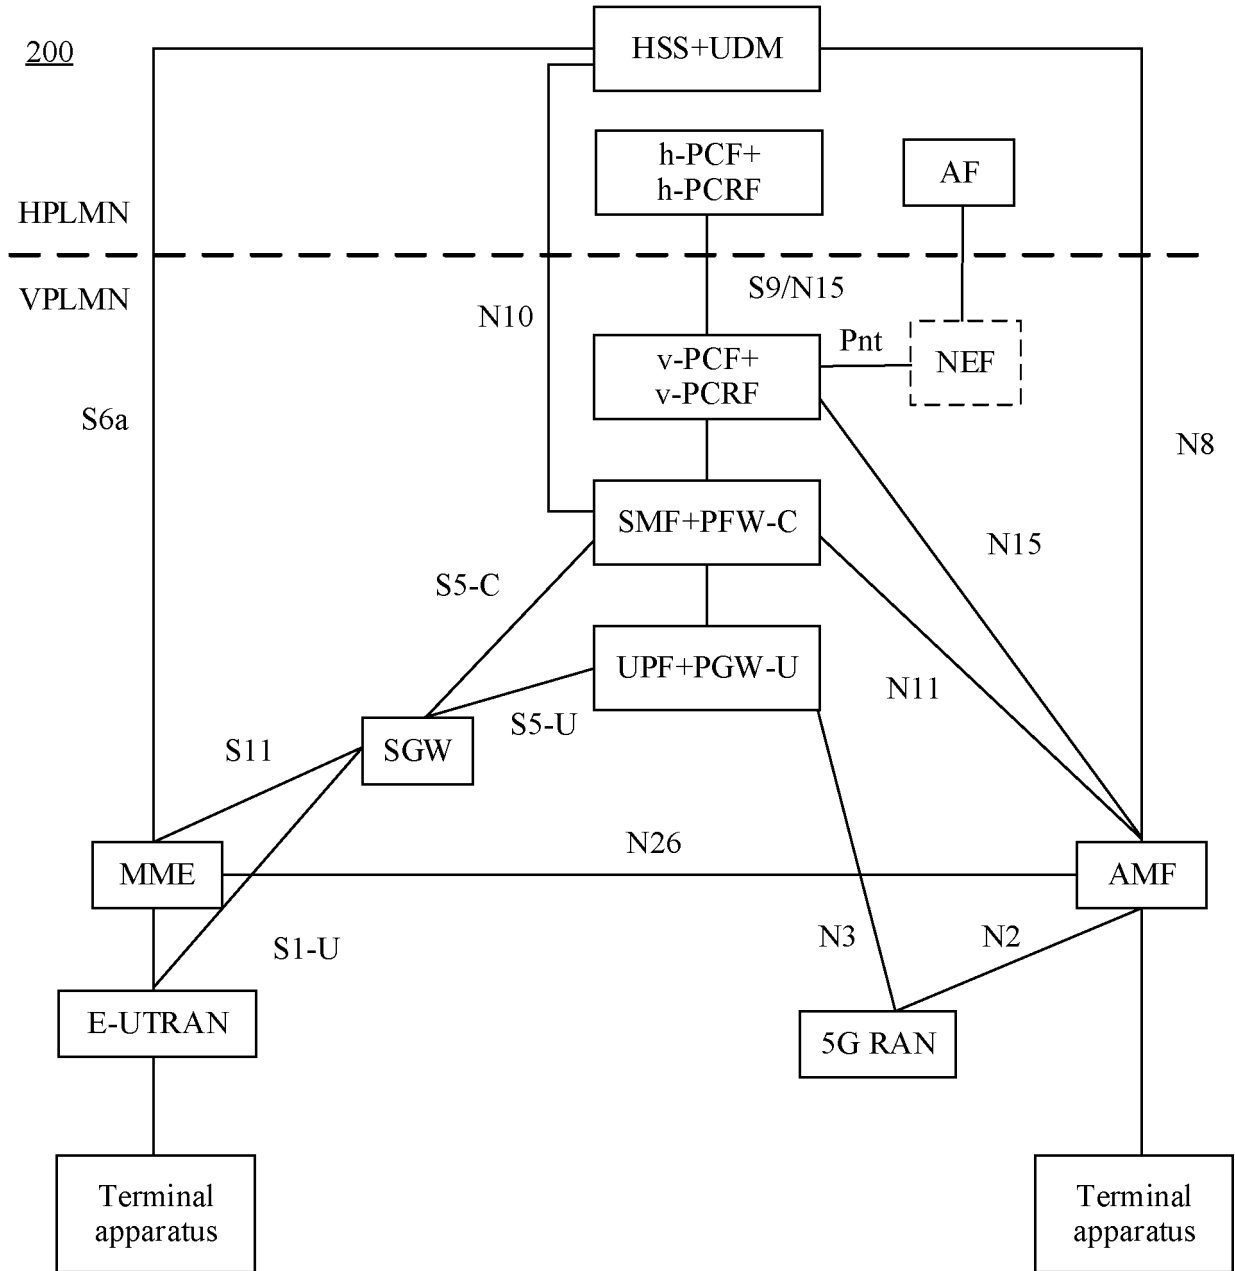 200
HSS+UDM
h-PCF+
h-PCRF
AF
HPLMN
VPLMN
S9/N15
N10
Pnt
v-PCF+
v-PCRF
NEF
S6a
N8
SMF+PFW-C
N15
S5-C
UPF+PGW-U
N11
S5-U
SGW
S11
N26
MME
AMF
S1-U
N3
N2
E-UTRAN
5G RAN
Terminal
apparatus
Terminal
apparatus